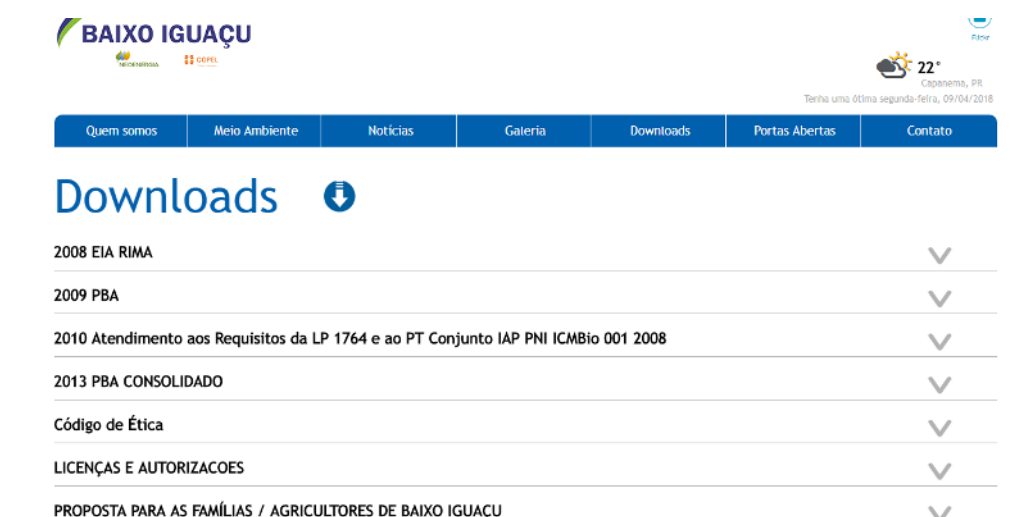 BAIXO IGUAÇU
NEOENERGIA COPEL
22°
Capanema, PR
Tenha uma ótima segunda-feira, 09/04/2018
Quem somos Meio Ambiente Notícias Galeria Downloads Portas Abertas Contato
Downloads
2008 EIA RIMA
2009 PBA
2010 Atendimento aos Requisitos da LP 1764 e ao PT Conjunto IAP PNI ICMBio 001 2008
2013 PBA CONSOLIDADO
Código de Ética
LICENÇAS E AUTORIZACOES
PROPOSTA PARA AS FAMÍLIAS / AGRICULTORES DE BAIXO IGUAÇU